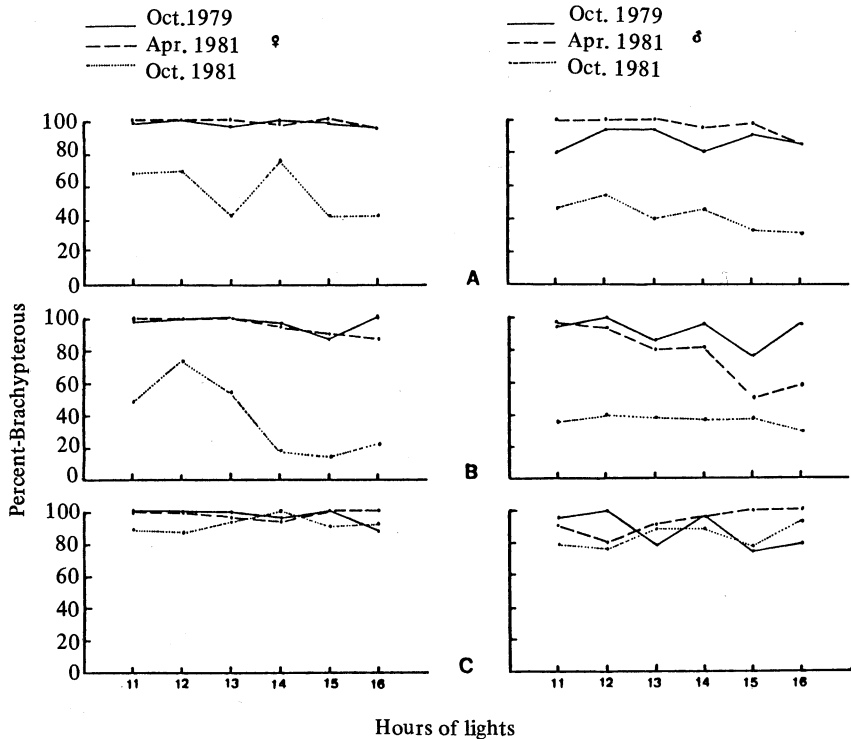 Oct.1979
Apr. 1981 ♀
Oct. 1981
Oct. 1979
Apr. 1981 ♂
Oct. 1981
100
80
60
40
20
0
A
100
80
60
40
20
0
B
100
80
60
40
20
0
C
11 12 13 14 15 16
11 12 13 14 15 16
Percent-Brachypterous
Hours of lights